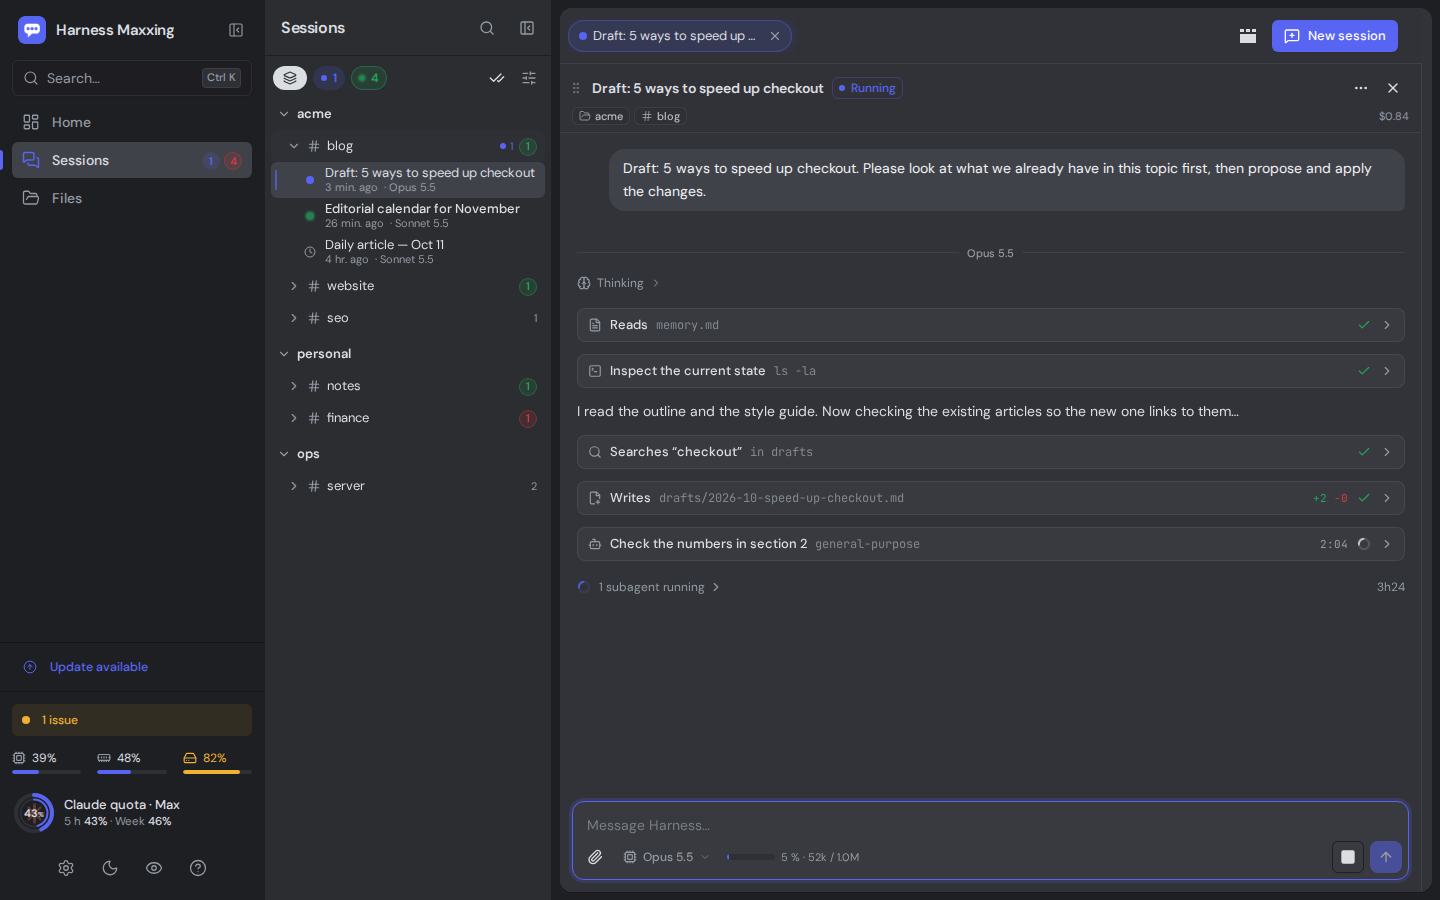 Harness Maxxing
Search...
Ctrl K
Home
Sessions
1
4
Files
Update available
1 issue
39%
48%
82%
43%
Claude quota · Max
5 h 43% · Week 46%
Sessions
1
4
acme
blog
1
1
Draft: 5 ways to speed up checkout
3 min. ago · Opus 5.5
Editorial calendar for November
26 min. ago · Sonnet 5.5
Daily article — Oct 11
4 hr. ago · Sonnet 5.5
website
1
seo
1
personal
notes
1
finance
1
ops
server
2
Draft: 5 ways to speed up ...
New session
Draft: 5 ways to speed up checkout
Running
acme
blog
$0.84
Draft: 5 ways to speed up checkout. Please look at what we already have in this topic first, then propose and apply
the changes.
Opus 5.5
Thinking
Reads memory.md
Inspect the current state ls -la
I read the outline and the style guide. Now checking the existing articles so the new one links to them...
Searches “checkout” in drafts
Writes drafts/2026-10-speed-up-checkout.md
+2 -0
Check the numbers in section 2 general-purpose
2:04
1 subagent running
3h24
Message Harness...
Opus 5.5
5 % · 52k / 1.0M